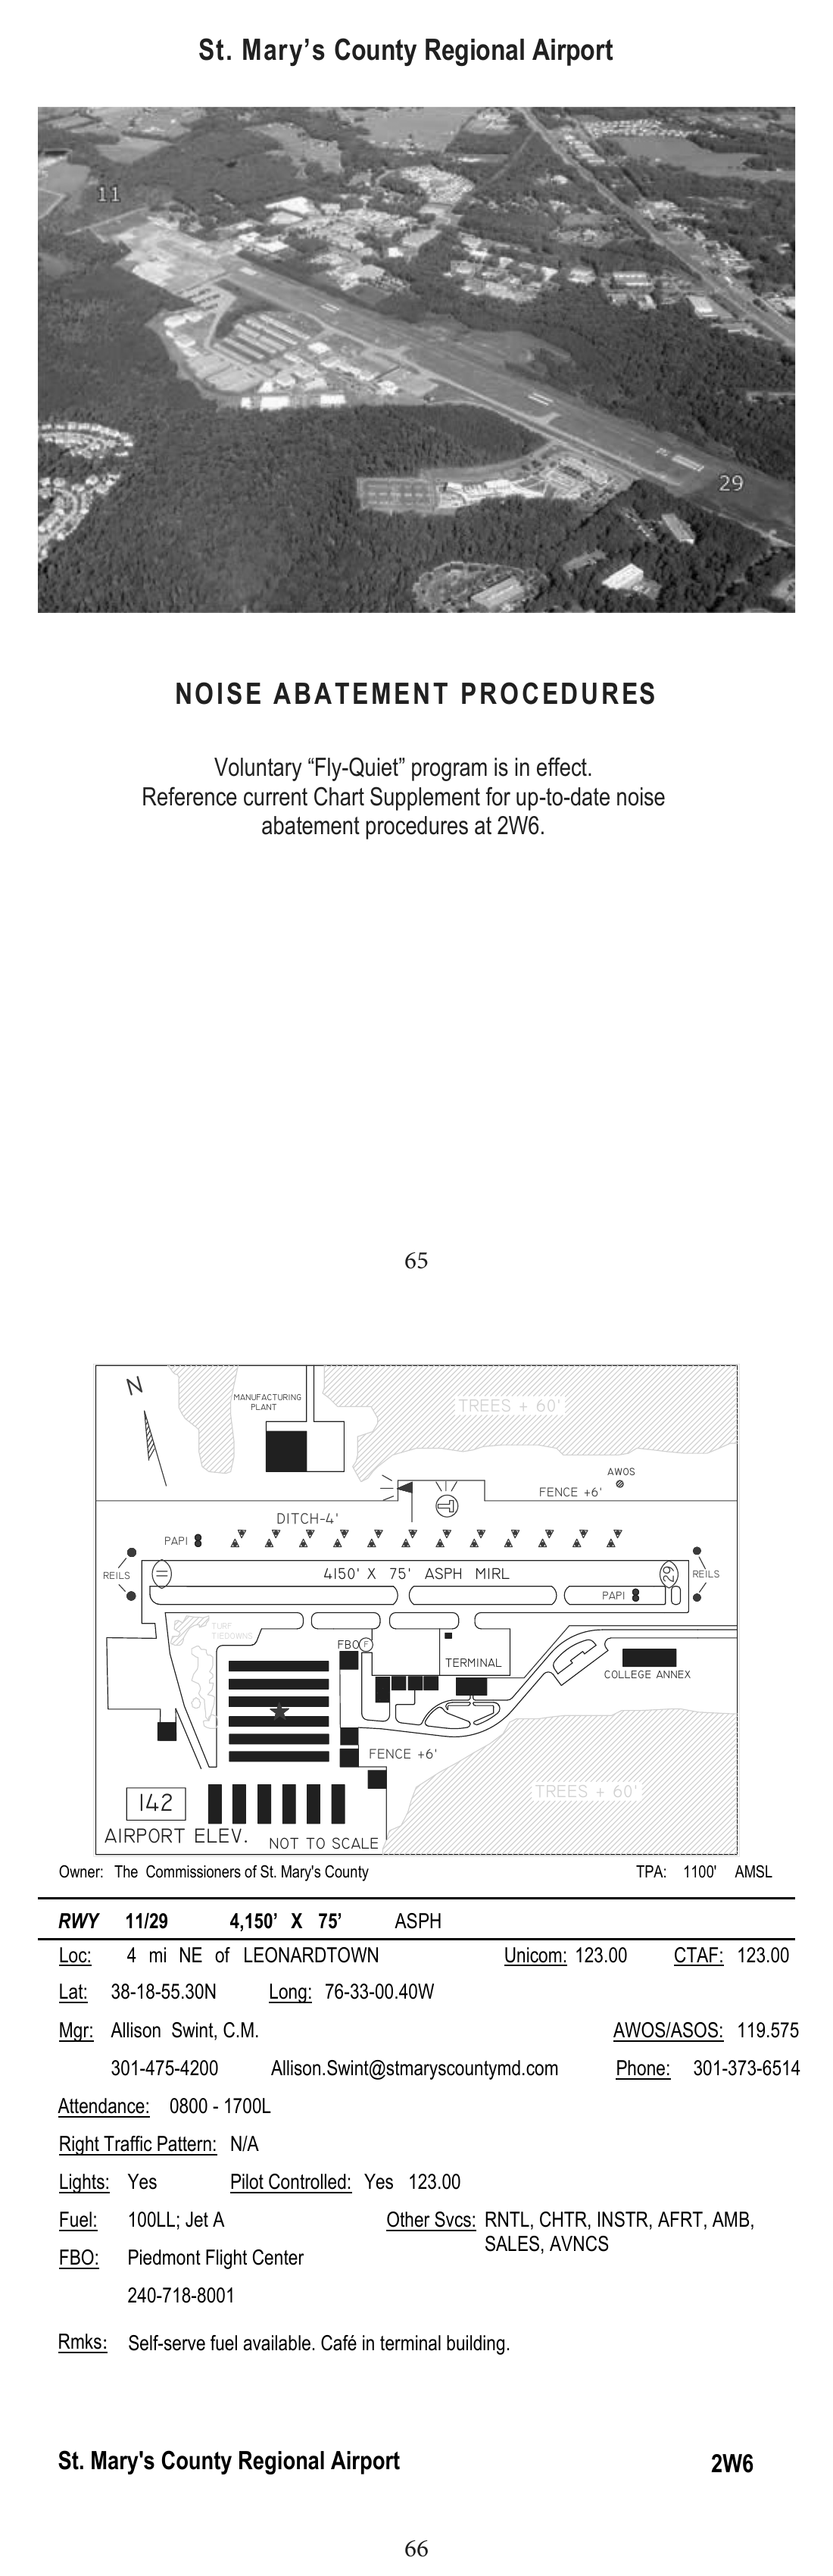 St. Mary’s County Regional Airport
11
29
NOISE ABATEMENT PROCEDURES
Voluntary “Fly-Quiet” program is in effect.
Reference current Chart Supplement for up-to-date noise
abatement procedures at 2W6.
65
N
MANUFACTURING
PLANT
TREES + 60'
AWOS
FENCE +6'
DITCH-4'
PAPI
REILS
11
4150' X 75' ASPH MIRL
29
REILS
PAPI
TURF
TIEDOWNS
FBO F
TERMINAL
COLLEGE ANNEX
FENCE +6'
TREES + 60'
142
AIRPORT ELEV.
NOT TO SCALE
Owner: The Commissioners of St. Mary's County TPA: 1100' AMSL
RWY 11/29 4,150’ X 75’ ASPH
Loc: 4 mi NE of LEONARDTOWN Unicom: 123.00 CTAF: 123.00
Lat: 38-18-55.30N Long: 76-33-00.40W
Mgr: Allison Swint, C.M. AWOS/ASOS: 119.575
301-475-4200 Allison.Swint@stmaryscountymd.com Phone: 301-373-6514
Attendance: 0800 - 1700L
Right Traffic Pattern: N/A
Lights: Yes Pilot Controlled: Yes 123.00
Fuel: 100LL; Jet A Other Svcs: RNTL, CHTR, INSTR, AFRT, AMB,
SALES, AVNCS
FBO: Piedmont Flight Center
240-718-8001
Rmks: Self-serve fuel available. Café in terminal building.
St. Mary's County Regional Airport 2W6
66